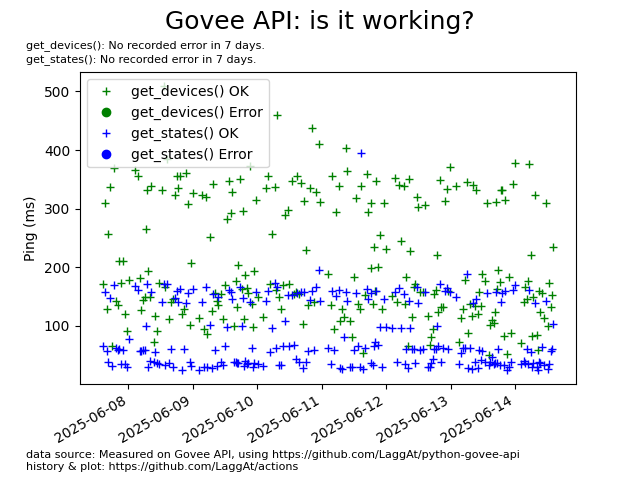 Govee API: is it working?
get_devices(): No recorded error in 7 days.
get_states(): No recorded error in 7 days.
get_devices() OK
get_devices() Error
get_states() OK
get_states() Error
Ping (ms)
500
400
300
200
100
2025-06-08
2025-06-09
2025-06-10
2025-06-11
2025-06-12
2025-06-13
2025-06-14
data source: Measured on Govee API, using https://github.com/LaggAt/python-govee-api
history & plot: https://github.com/LaggAt/actions